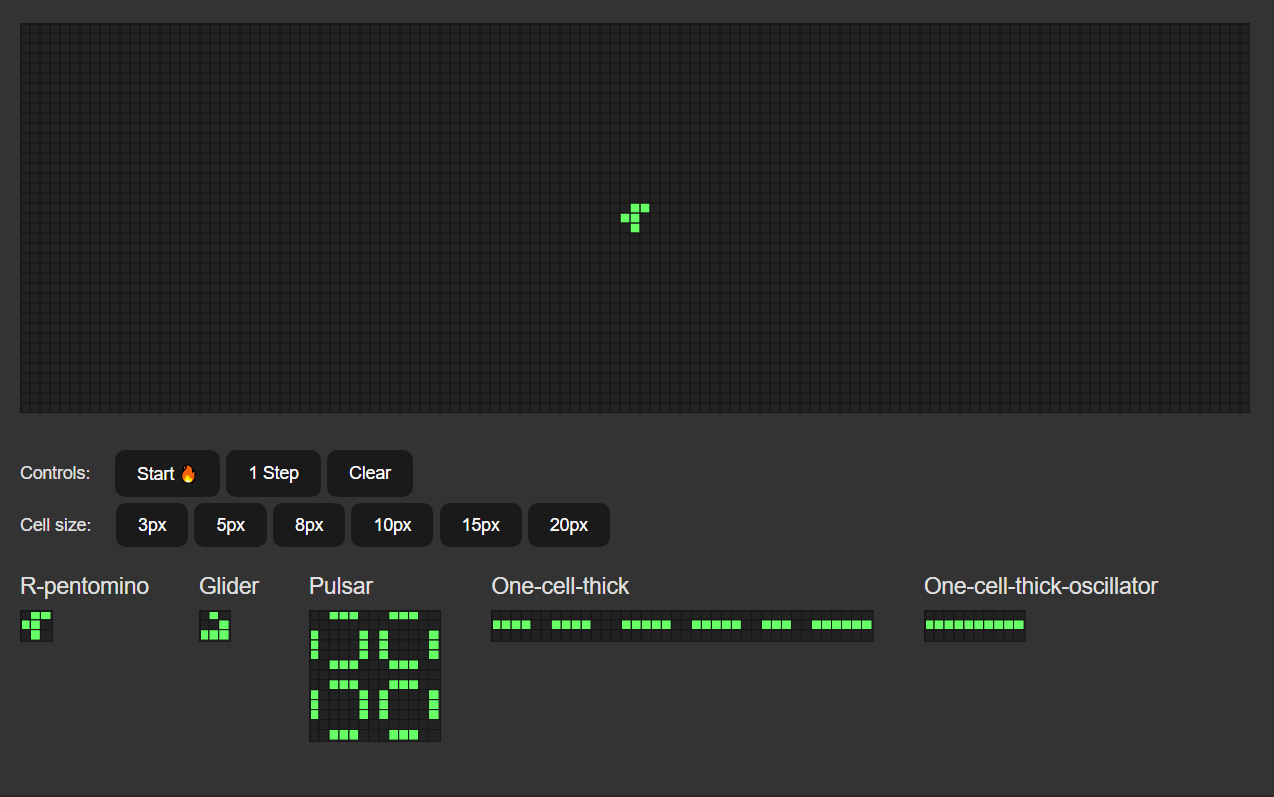 Controls: Start 🔥 1 Step Clear
Cell size: 3px 5px 8px 10px 15px 20px
R-pentomino Glider Pulsar One-cell-thick One-cell-thick-oscillator